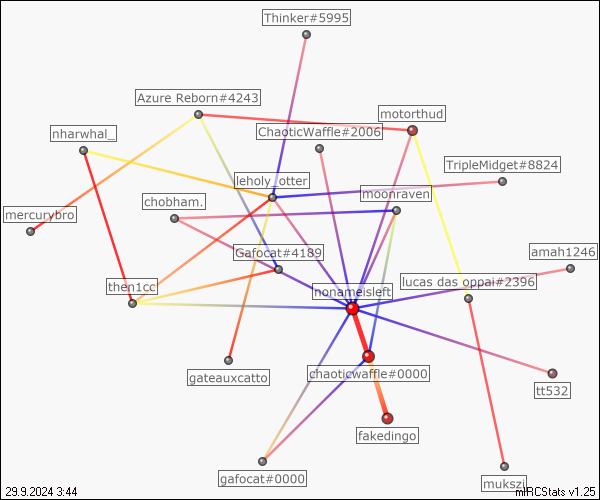 Thinker#5995
Azure Reborn#4243
motorthud
nharwhal_
ChaoticWaffle#2006
TripleMidget#8824
leholy_otter
chobham.
moonraven
mercurybro
Gafocat#4189
amah1246
then1cc
nonameisleft
lucas das oppai#2396
gateauxcatto
chaoticwaffle#0000
tt532
fakedingo
gafocat#0000
mukszi
29.9.2024 3:44
mIRCStats v1.25